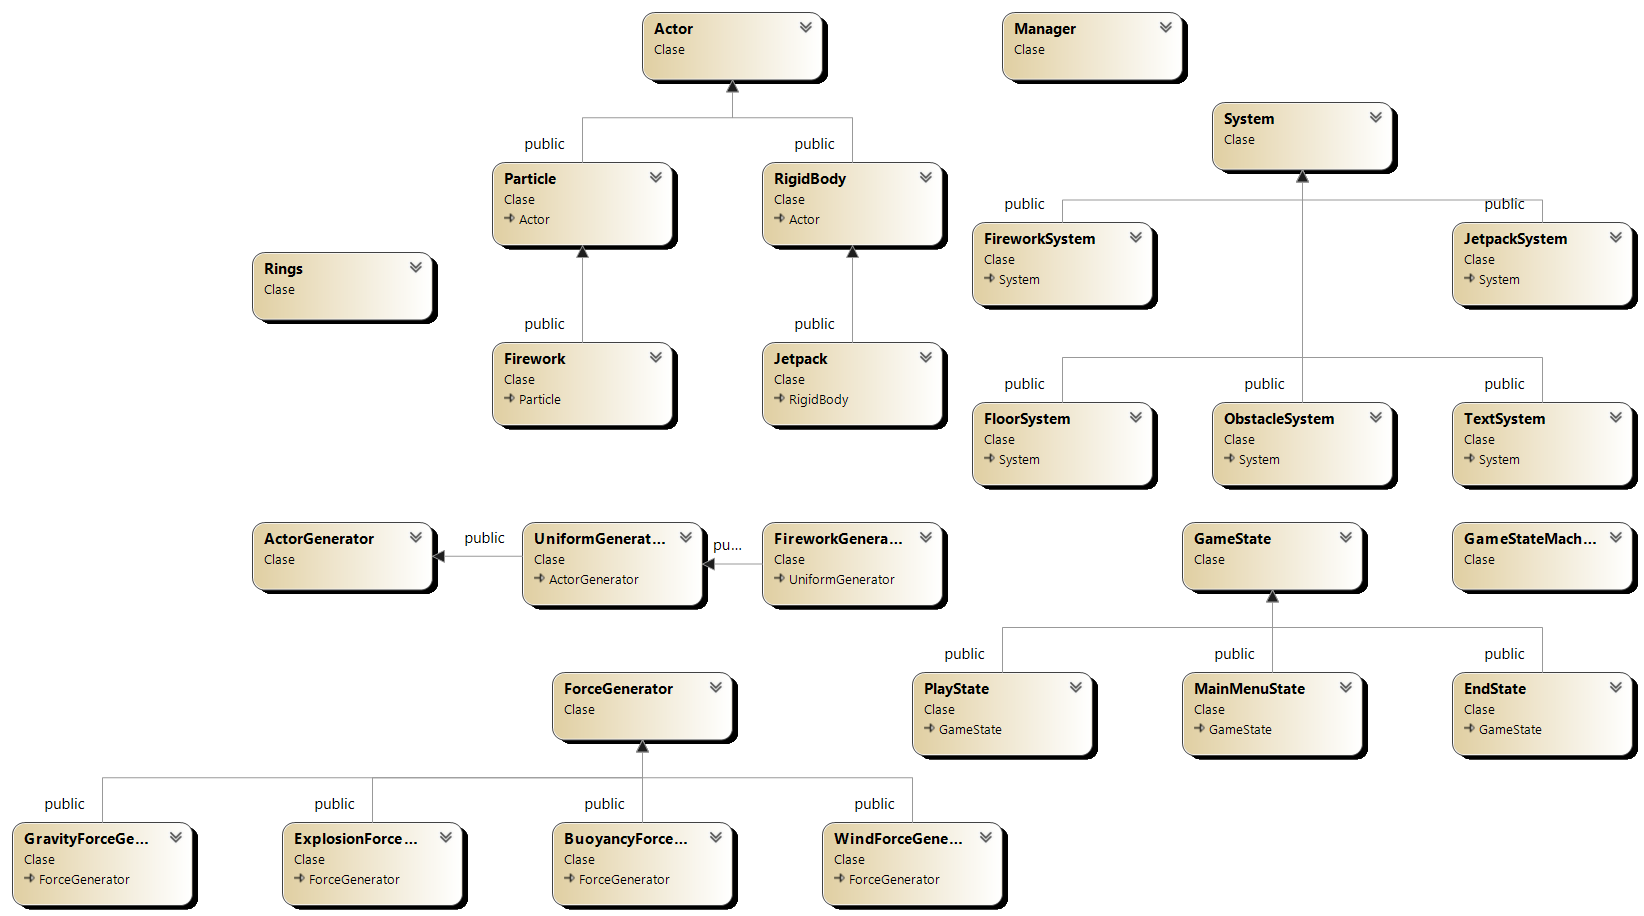 Actor
Clase
Manager
Clase
System
Clase
public
public
Particle
Clase
Actor
RigidBody
Clase
Actor
public
public
FireworkSystem
Clase
System
JetpackSystem
Clase
System
Rings
Clase
public
public
Firework
Clase
Particle
Jetpack
Clase
RigidBody
public
public
public
FloorSystem
Clase
System
ObstacleSystem
Clase
System
TextSystem
Clase
System
ActorGenerator
Clase
public
UniformGenerat...
Clase
ActorGenerator
pu...
FireworkGenera...
Clase
UniformGenerator
GameState
Clase
GameStateMach...
Clase
public
public
public
ForceGenerator
Clase
PlayState
Clase
GameState
MainMenuState
Clase
GameState
EndState
Clase
GameState
public
public
public
public
GravityForceGe...
Clase
ForceGenerator
ExplosionForce...
Clase
ForceGenerator
BuoyancyForce...
Clase
ForceGenerator
WindForceGene...
Clase
ForceGenerator